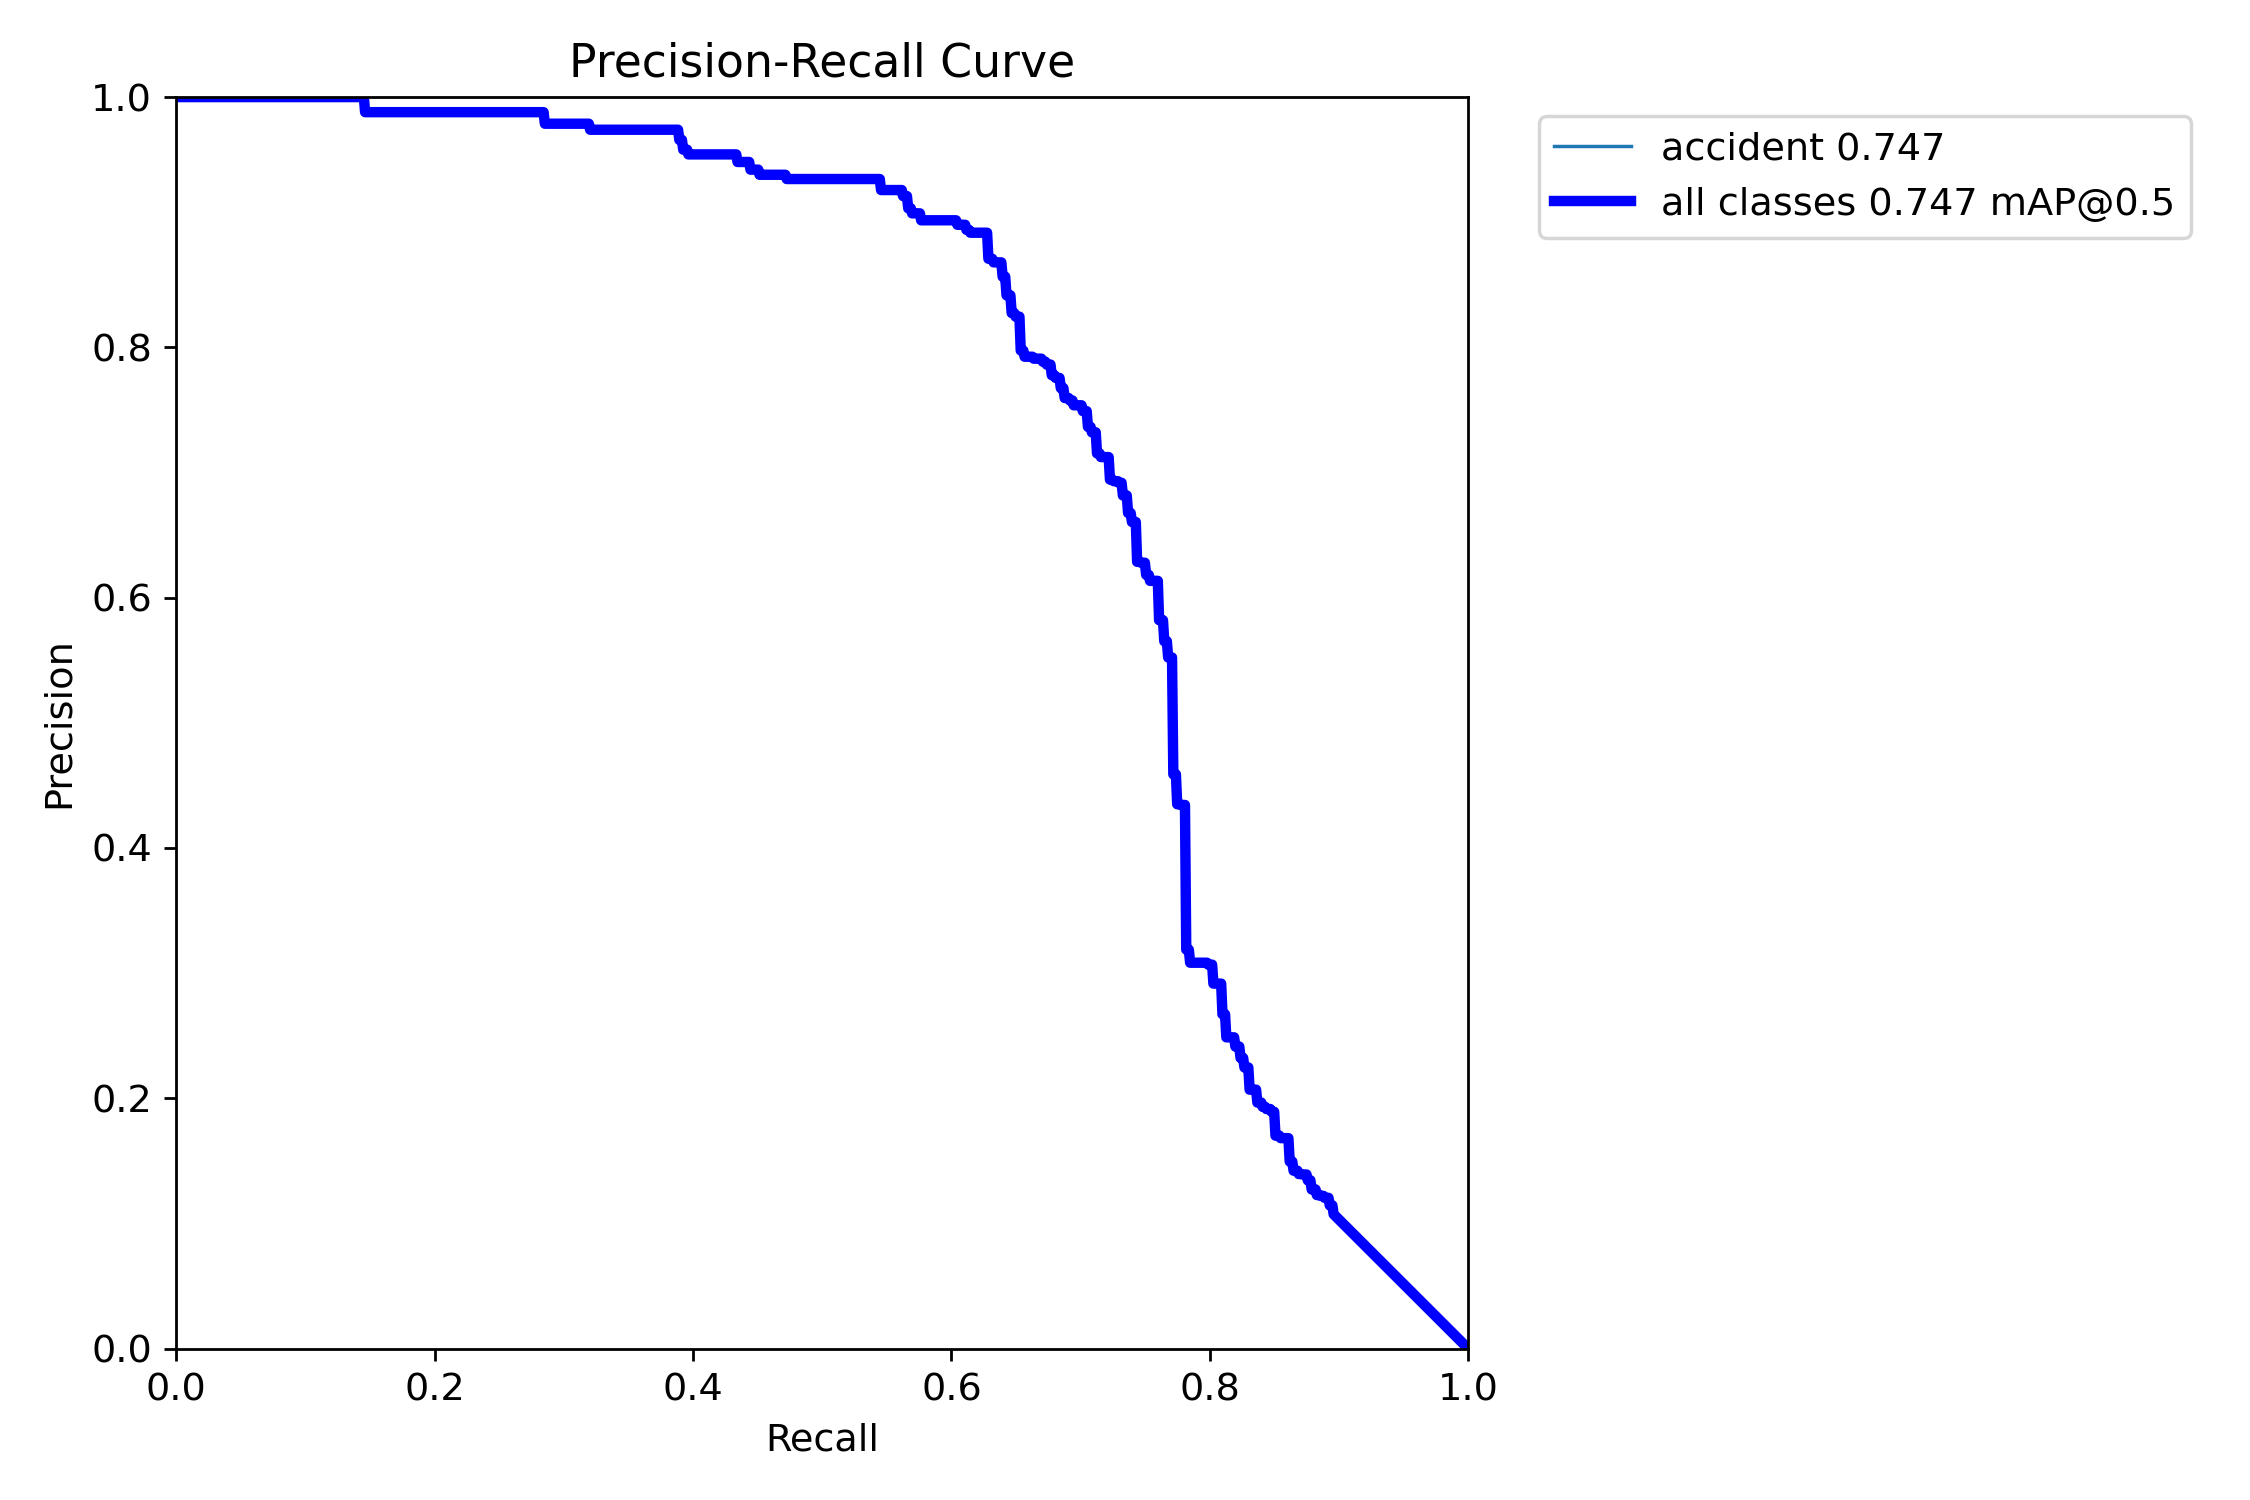 Precision-Recall Curve
accident 0.747
all classes 0.747 mAP@0.5
1.0
0.8
0.6
0.4
0.2
0.0
Precision
0.0 0.2 0.4 0.6 0.8 1.0
Recall